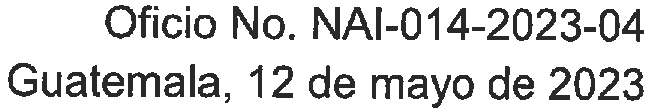 Oficio No. NAI-014-2023-04
Guatemala, 12 de mayo de 2023